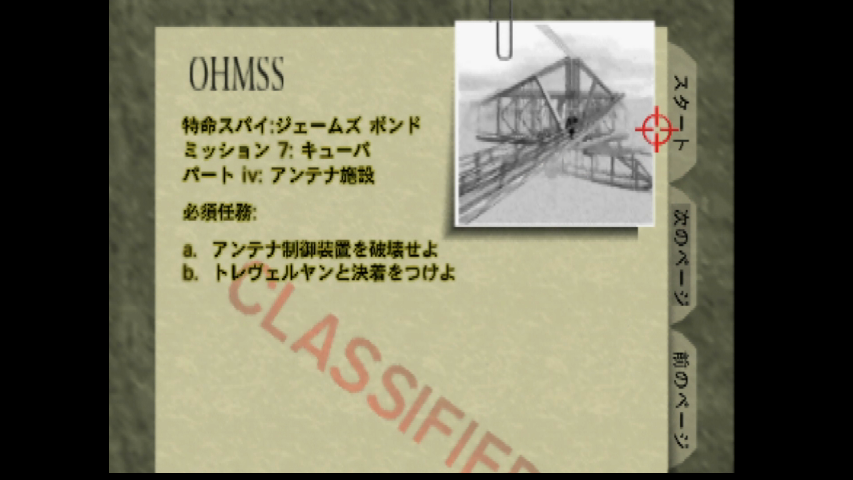 OHMSS
特命スパイ:ジェームズ ボンド
ミッション 7: キューバ
パート iv: アンテナ施設
必須任務:
a. アンテナ制御装置を破壊せよ
b. トレヴェルヤンと決着をつけよ
CLASSIFIED
スタート
次のページ
前のページ